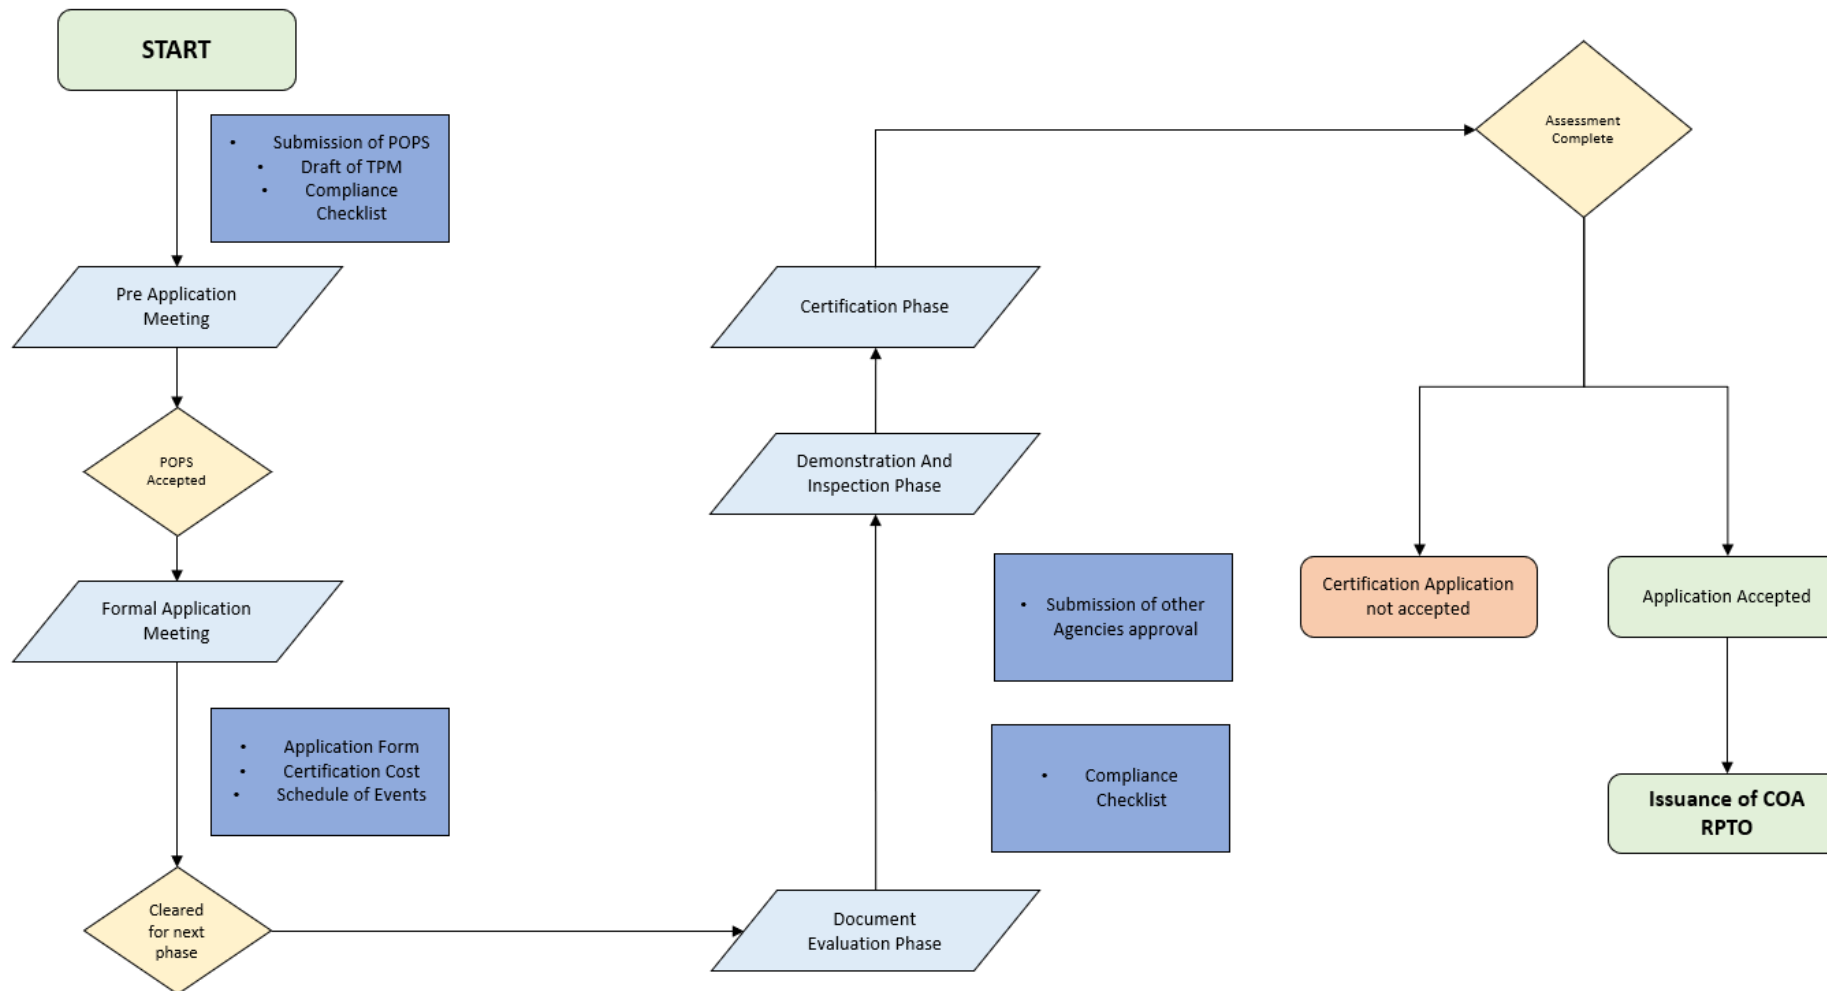 START
• Submission of POPS
• Draft of TPM
• Compliance
Checklist
Pre Application
Meeting
POPS
Accepted
Formal Application
Meeting
• Application Form
• Certification Cost
• Schedule of Events
Cleared
for next
phase
Document
Evaluation Phase
• Compliance
Checklist
• Submission of other
Agencies approval
Demonstration And
Inspection Phase
Certification Phase
Assessment
Complete
Certification Application
not accepted
Application Accepted
Issuance of COA
RPTO